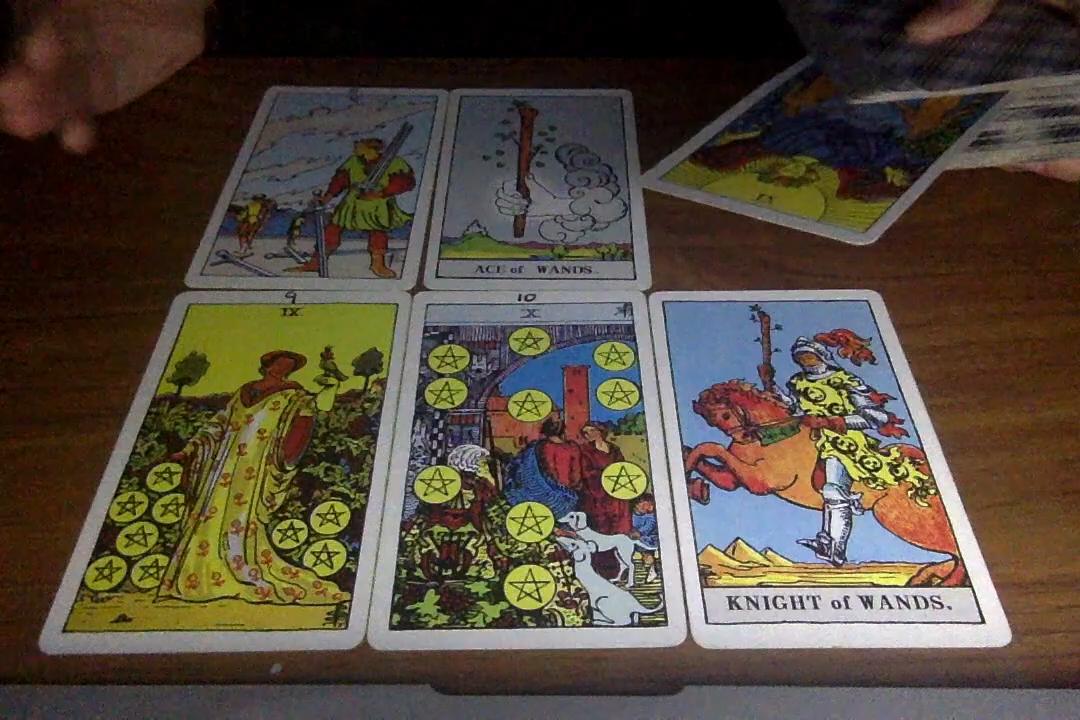 ACE of WANDS.
9
IX
10
X
KNIGHT of WANDS.